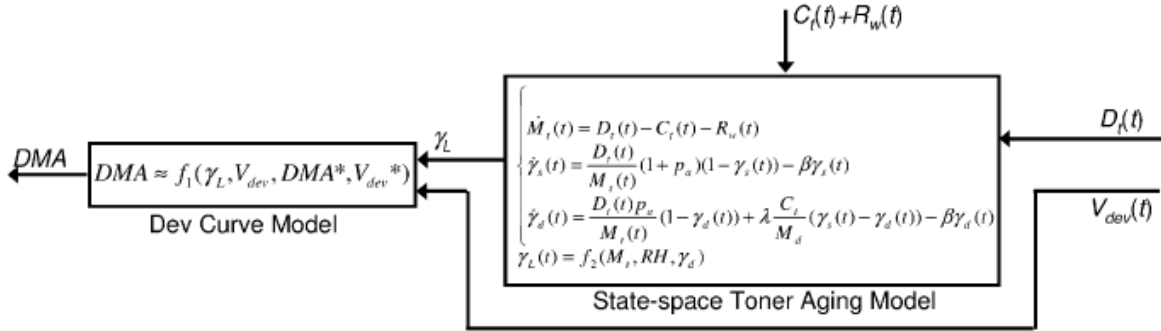 C_t(t)+R_w(t)
Ṁ_t(t) = D_t(t) − C_t(t) − R_w(t)
γ̇_s(t) = D_t(t)/M_t(t) (1 + p_a)(1 − γ_s(t)) − βγ_s(t)
γ̇_d(t) = D_t(t)p_a/M_t(t) (1 − γ_d(t)) + λ C_t/M_d (γ_s(t) − γ_d(t)) − βγ_d(t)
γ_L(t) = f_2(M_t, RH, γ_d)
State-space Toner Aging Model
D_t(t)
V_dev(t)
γ_L
DMA ≈ f_1(γ_L, V_dev, DMA*, V_dev*)
Dev Curve Model
DMA